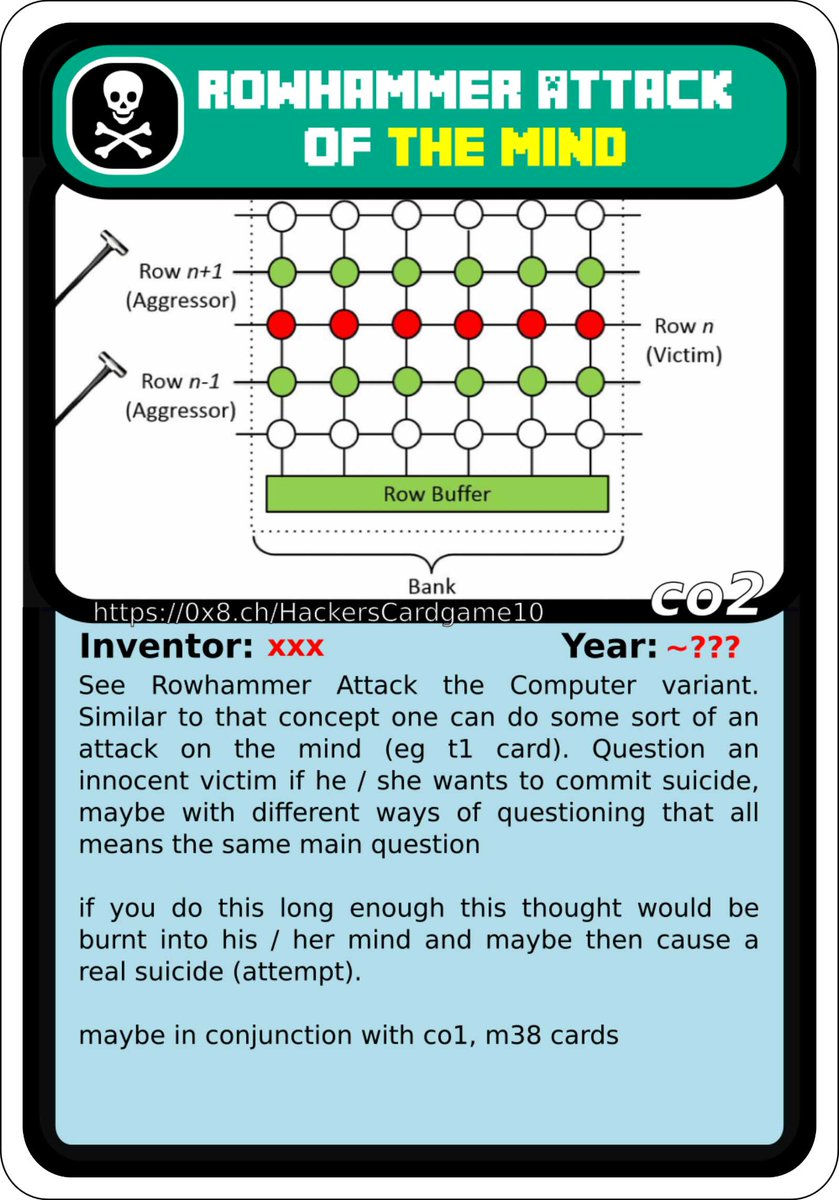 ROWHAMMER ATTACK
OF THE MIND
Row n+1
(Aggressor)
Row n
(Victim)
Row n-1
(Aggressor)
Row Buffer
Bank
co2
https://0x8.ch/HackersCardgame10
Inventor: xxx Year: ~???
See Rowhammer Attack the Computer variant.
Similar to that concept one can do some sort of an
attack on the mind (eg t1 card). Question an
innocent victim if he / she wants to commit suicide,
maybe with different ways of questioning that all
means the same main question
if you do this long enough this thought would be
burnt into his / her mind and maybe then cause a
real suicide (attempt).
maybe in conjunction with co1, m38 cards